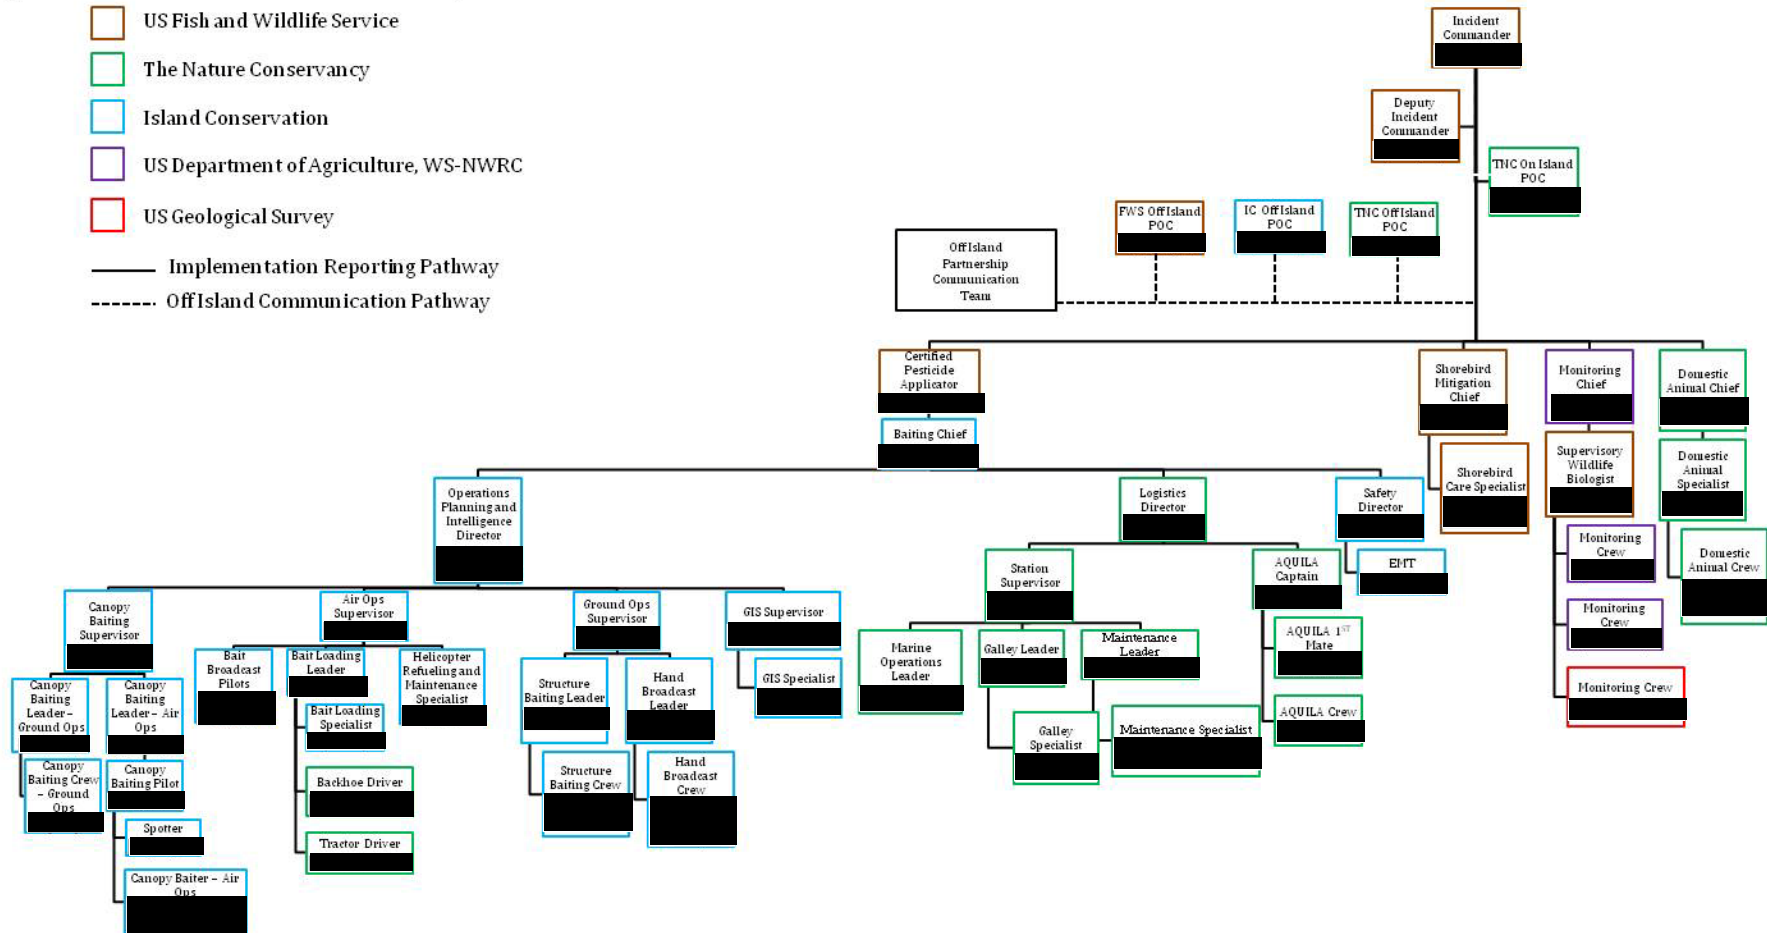 US Fish and Wildlife Service
The Nature Conservancy
Island Conservation
US Department of Agriculture, WS-NWRC
US Geological Survey
Implementation Reporting Pathway
Off Island Communication Pathway
Incident
Commander
Deputy
Incident
Commander
TNC On Island
POC
FWS Off Island
POC
IC Off Island
POC
TNC Off Island
POC
Off Island
Partnership
Communication
Team
Certified
Pesticide
Applicator
Shorebird
Mitigation
Chief
Monitoring
Chief
Domestic
Animal Chief
Baiting Chief
Shorebird
Care Specialist
Supervisory
Wildlife
Biologist
Domestic
Animal
Specialist
Operations
Planning and
Intelligence
Director
Logistics
Director
Safety
Director
Monitoring
Crew
Domestic
Animal Crew
Station
Supervisor
AQUILA
Captain
EMT
Monitoring
Crew
Monitoring Crew
Canopy
Baiting
Supervisor
Air Ops
Supervisor
Ground Ops
Supervisor
GIS Supervisor
Marine
Operations
Leader
Galley Leader
Maintenance
Leader
AQUILA 1ST
Mate
Canopy
Baiting
Leader –
Ground Ops
Canopy
Baiting
Leader – Air
Ops
Bait
Broadcast
Pilots
Bait Loading
Leader
Helicopter
Refueling and
Maintenance
Specialist
Structure
Baiting Leader
Hand
Broadcast
Leader
GIS Specialist
Galley
Specialist
Maintenance Specialist
AQUILA Crew
Bait Loading
Specialist
Canopy
Baiting Crew
– Ground
Ops
Canopy
Baiting Pilot
Backhoe Driver
Structure
Baiting Crew
Hand
Broadcast
Crew
Spotter
Tractor Driver
Canopy Baiter – Air
Ops